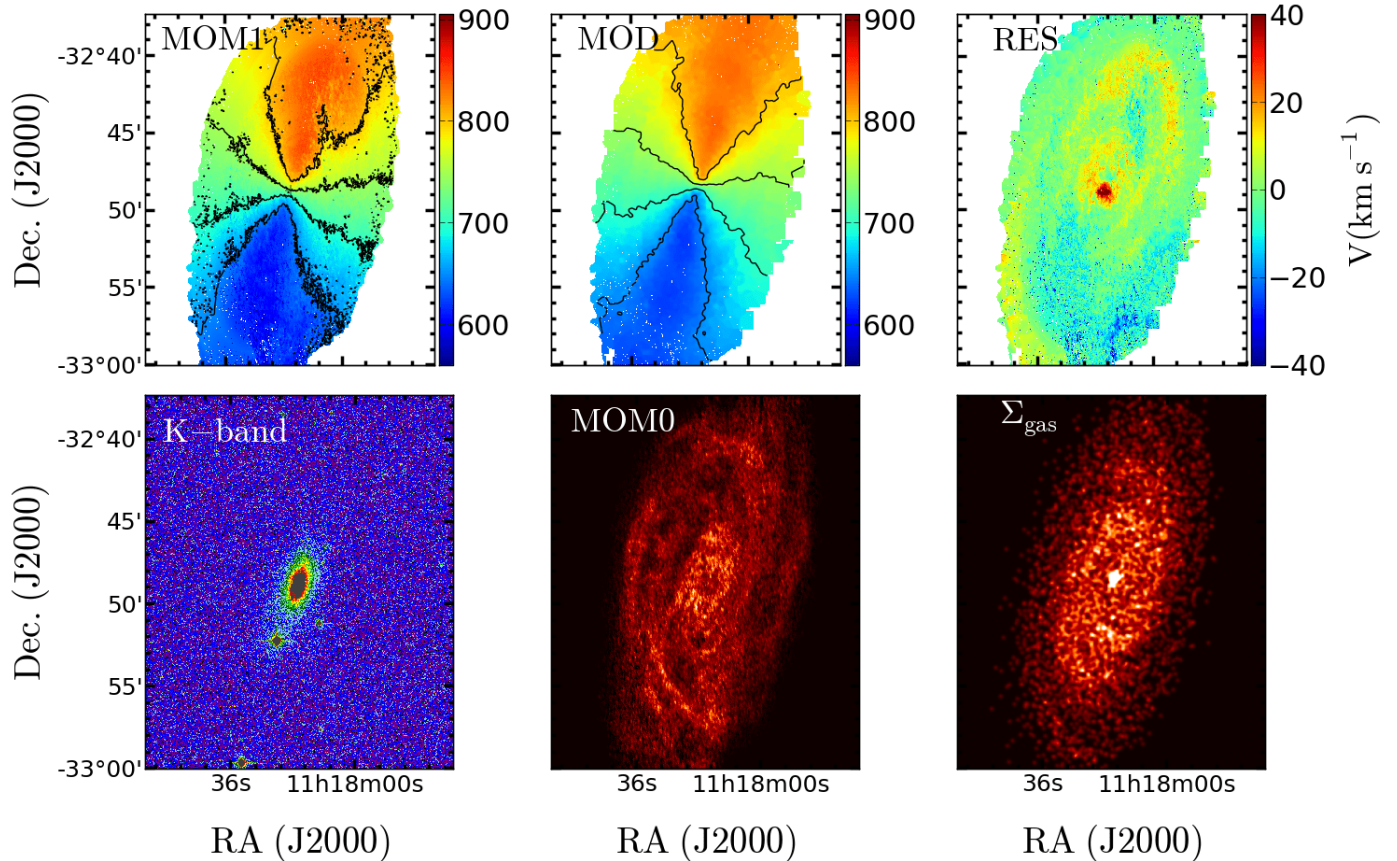 MOM1
MOD
RES
900
800
700
600
900
800
700
600
40
20
0
−20
−40
V(km s⁻¹)
-32°40'
45'
50'
55'
-33°00'
Dec. (J2000)
K−band
MOM0
Σgas
-32°40'
45'
50'
55'
-33°00'
Dec. (J2000)
36s 11h18m00s
36s 11h18m00s
36s 11h18m00s
RA (J2000)
RA (J2000)
RA (J2000)